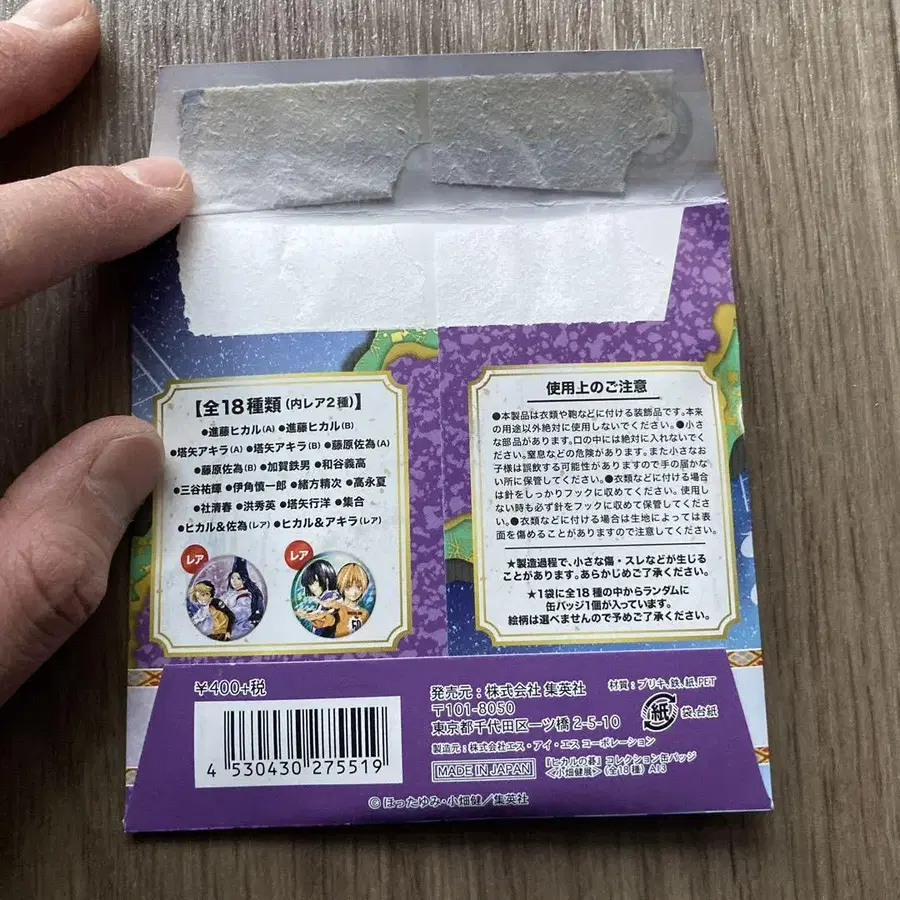 【全18種類(内レア2種)】
●進藤ヒカル(A) ●進藤ヒカル(B)
●塔矢アキラ(A) ●塔矢アキラ(B) ●藤原佐為(A)
●藤原佐為(B) ●加賀鉄男 ●和谷義高
●三谷祐輝 ●伊角慎一郎 ●緒方精次 ●高永夏
●社清春 ●洪秀英 ●塔矢行洋 ●集合
●ヒカル&佐為(レア) ●ヒカル&アキラ(レア)
レア
レア
使用上のご注意
●本製品は衣類や鞄などに付ける装飾品です。本来
の用途以外絶対に使用しないでください。●小さ
な部品があります。口の中には絶対に入れないでく
ださい。窒息などの危険があります。また小さなお
子様は誤飲する可能性がありますので手の届かな
い所に保管してください。●衣類などに付ける場合
は針をしっかりフックに収めてください。使用し
ない時も必ず針をフックに収めて保管してくださ
い。●衣類などに付ける場合は生地によっては表
面を傷めることがありますので注意してください。
★製造過程で、小さな傷・スレなどが生じる
ことがあります。あらかじめご了承ください。
★1袋に全18種の中からランダムに
缶バッジ1個が入っています。
絵柄は選べませんので予めご了承ください。
¥400+税
4 530430 275519
発売元:株式会社 集英社
〒101-8050
東京都千代田区一ツ橋2-5-10
製造元:株式会社エス・アイ・エス コーポレーション
MADE IN JAPAN
材質:ブリキ、鉄、紙、PET
紙
袋、台紙
『ヒカルの碁』コレクション缶バッジ
<小畑健展>(全18種) A13
©ほったゆみ・小畑健/集英社